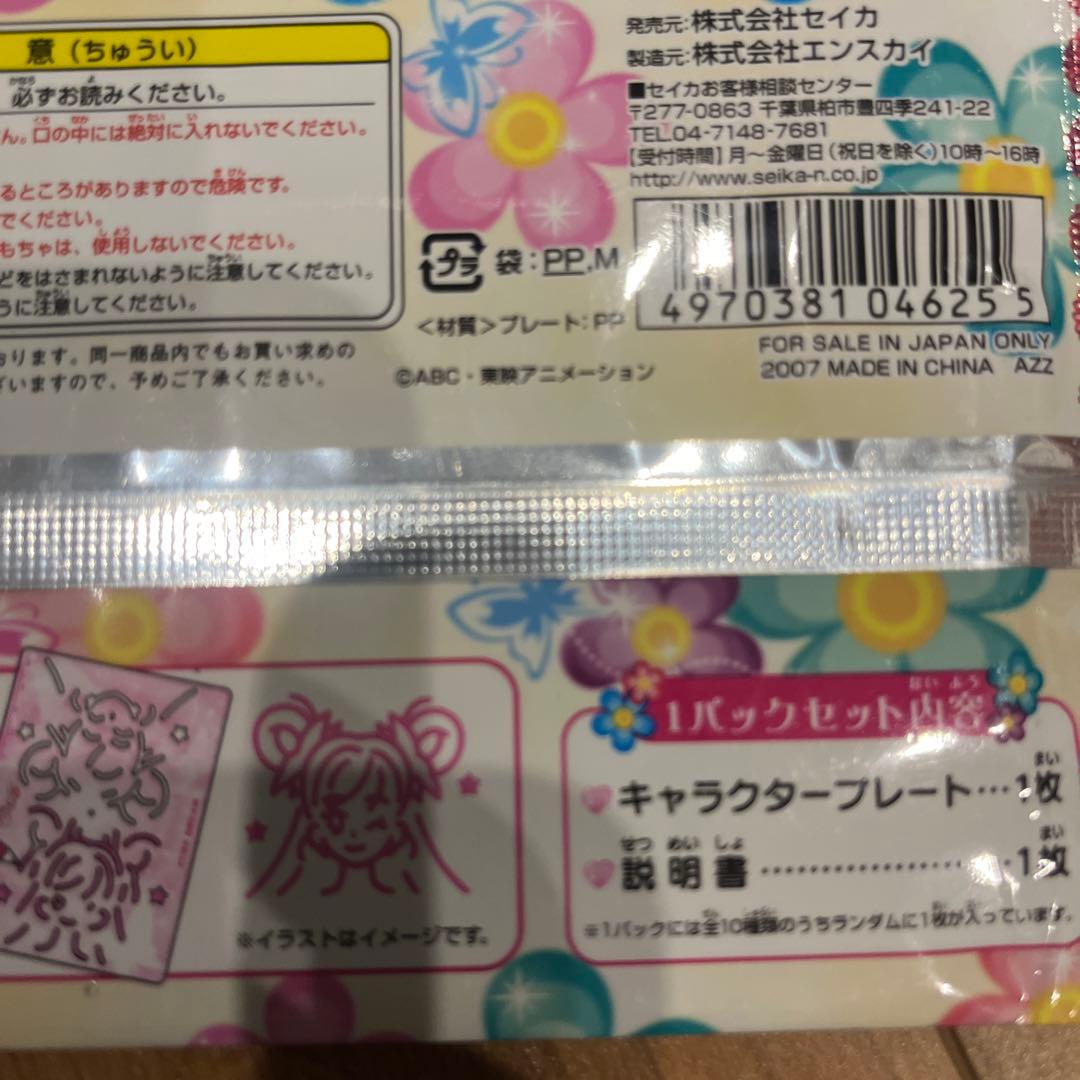 意(ちゅうい)
必ずお読みください。
ん。口の中には絶対に入れないでください。
るところがありますので危険です。
でください。
もちゃは、使用しないでください。
どをはさまれないように注意してください。
うに注意してください。
おります。同一商品内でもお買い求めの
ざいますので、予めご了承ください。
発売元:株式会社セイカ
製造元:株式会社エンスカイ
■セイカお客様相談センター
〒277-0863 千葉県柏市豊四季241-22
TEL.04-7148-7681
【受付時間】月〜金曜日(祝日を除く)10時〜16時
http://www.seika-n.co.jp
プラ 袋:PP,M
<材質>プレート:PP
4970381046255
FOR SALE IN JAPAN ONLY
2007 MADE IN CHINA AZZ
©ABC・東映アニメーション
※イラストはイメージです。
1パックセット内容
キャラクタープレート…1枚
説明書………………1枚
※1パックには全10種類のうちランダムに1枚が入っています。